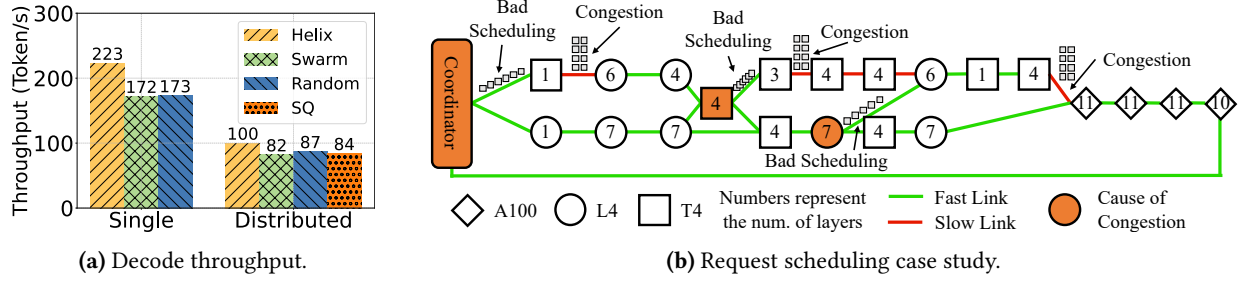 300
200
100
0
Throughput (Token/s)
223
172
173
100
82
87
84
Single
Distributed
Helix
Swarm
Random
SQ
(a) Decode throughput.
Coordinator
Bad
Scheduling
Congestion
Bad
Scheduling
Congestion
Congestion
1 6 4 3 4 4 6 1 4
4
11 11 11 10
1 7 7 4 7 4 7
Bad Scheduling
A100
L4
T4
Numbers represent
the num. of layers
Fast Link
Slow Link
Cause of
Congestion
(b) Request scheduling case study.